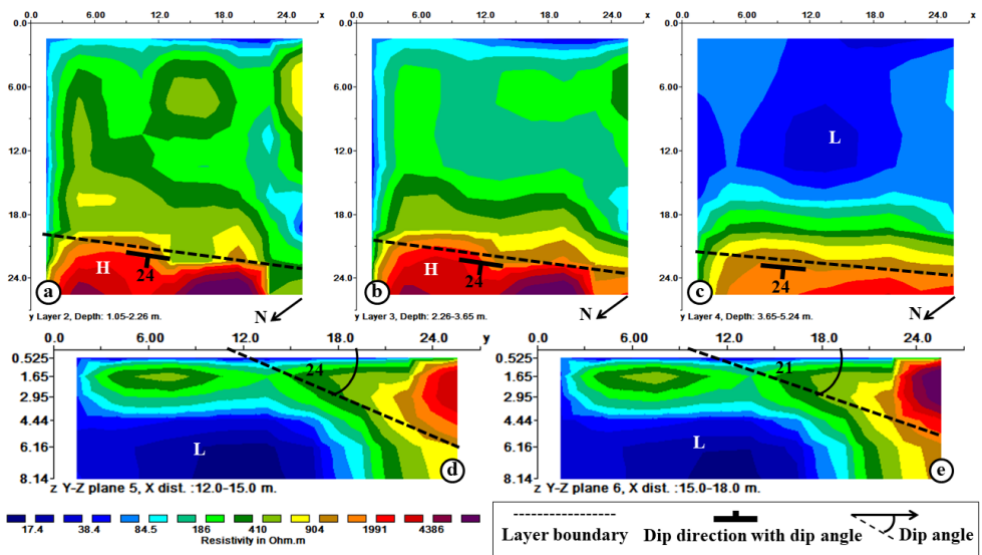 0.0 6.00 12.0 18.0 24.0 x
0.0 6.00 12.0 18.0 24.0 x
0.0 6.00 12.0 18.0 24.0 x
6.00
12.0
18.0
24.0
H
24
a
6.00
12.0
18.0
24.0
H
24
b
6.00
12.0
18.0
24.0
L
24
c
y Layer 2, Depth: 1.05-2.26 m.
N
y Layer 3, Depth: 2.26-3.65 m.
N
y Layer 4, Depth: 3.65-5.24 m.
N
0.0 6.00 12.0 18.0 24.0 y
0.525
1.65
2.95
4.44
6.16
8.14
24
L
d
z Y-Z plane 5, X dist. :12.0-15.0 m.
0.0 6.00 12.0 18.0 24.0 y
0.525
1.65
2.95
4.44
6.16
8.14
21
L
e
z Y-Z plane 6, X dist. :15.0-18.0 m.
17.4 38.4 84.5 186 410 904 1991 4386
Resistivity in Ohm.m
Layer boundary Dip direction with dip angle Dip angle